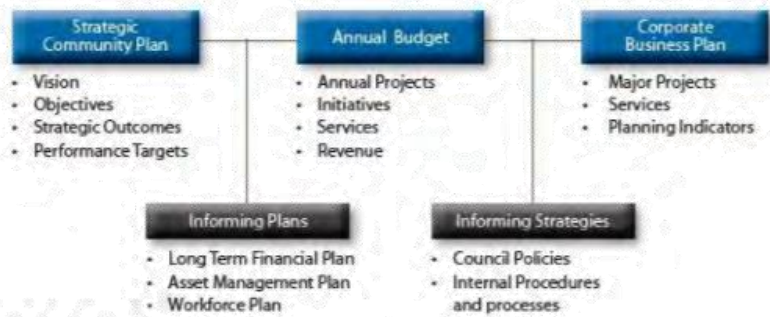 Strategic
Community Plan
• Vision
• Objectives
• Strategic Outcomes
• Performance Targets
Annual Budget
• Annual Projects
• Initiatives
• Services
• Revenue
Corporate
Business Plan
• Major Projects
• Services
• Planning Indicators
Informing Plans
• Long Term Financial Plan
• Asset Management Plan
• Workforce Plan
Informing Strategies
• Council Policies
• Internal Procedures
and processes